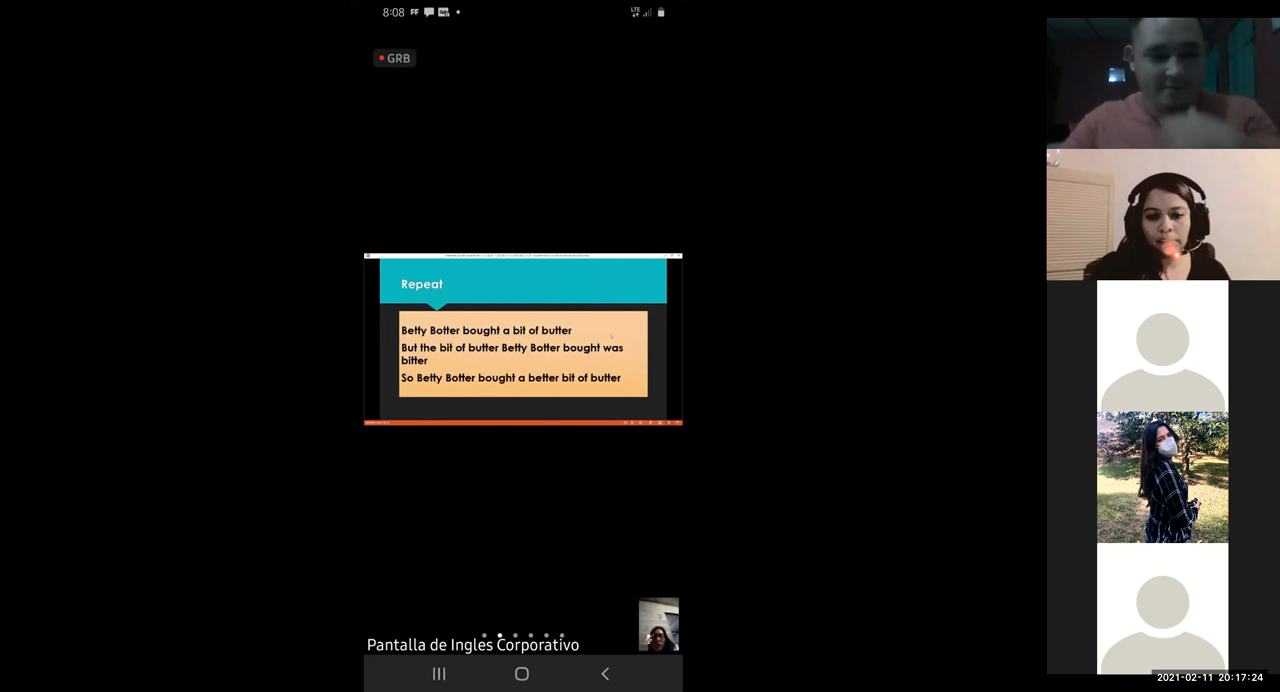 8:08
GRB
Repeat
Betty Botter bought a bit of butter
But the bit of butter Betty Botter bought was
bitter
So Betty Botter bought a better bit of butter
Pantalla de Ingles Corporativo
LTE
2021-02-11 20:17:24